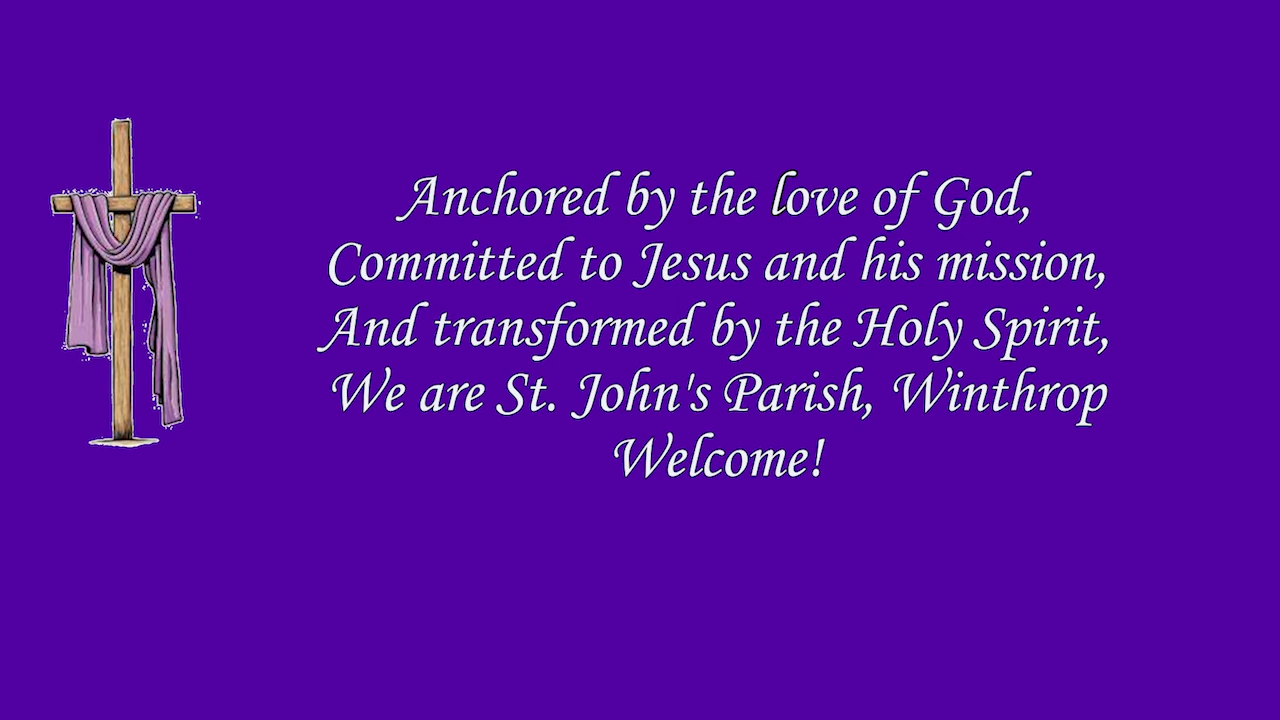 Anchored by the love of God,
Committed to Jesus and his mission,
And transformed by the Holy Spirit,
We are St. John's Parish, Winthrop
Welcome!